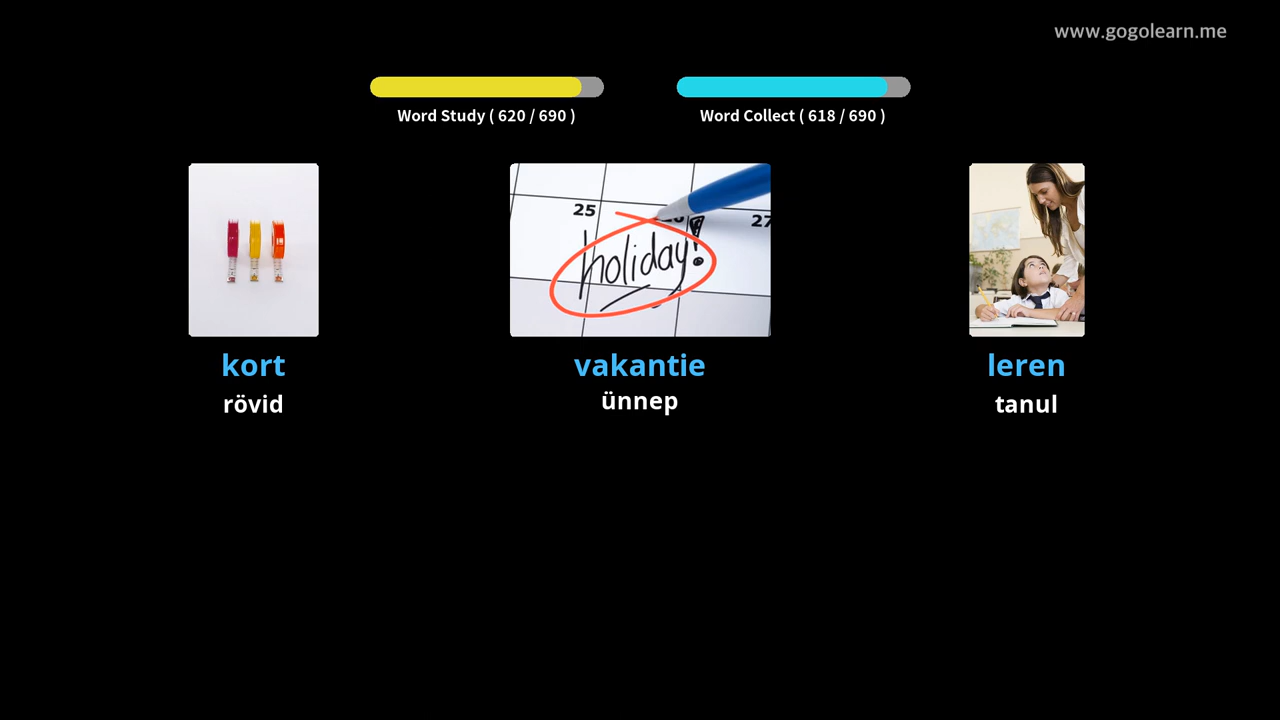 www.gogolearn.me
Word Study ( 620 / 690 )
Word Collect ( 618 / 690 )
25
27
holiday!
kort
vakantie
leren
rövid
ünnep
tanul